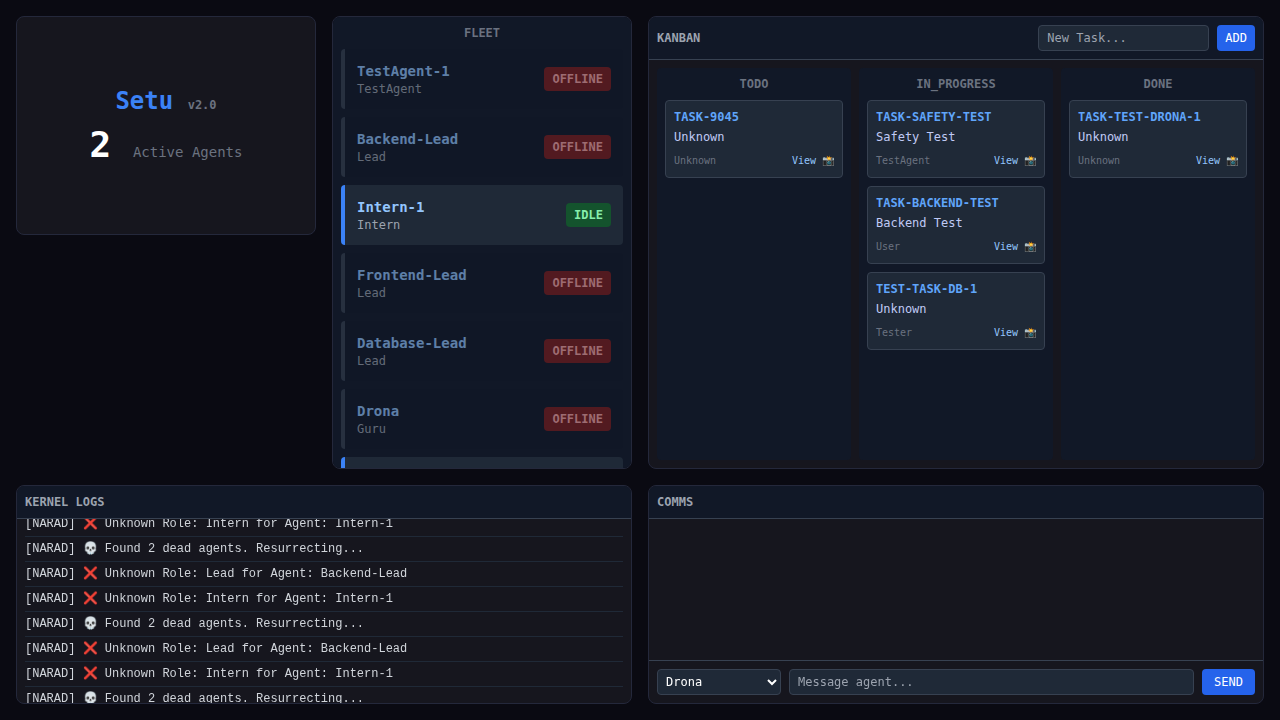 Setu v2.0
2 Active Agents
FLEET
TestAgent-1
TestAgent
OFFLINE
Backend-Lead
Lead
OFFLINE
Intern-1
Intern
IDLE
Frontend-Lead
Lead
OFFLINE
Database-Lead
Lead
OFFLINE
Drona
Guru
OFFLINE
KANBAN
New Task...
ADD
TODO
TASK-9045
Unknown
Unknown View 📸
IN_PROGRESS
TASK-SAFETY-TEST
Safety Test
TestAgent View 📸
TASK-BACKEND-TEST
Backend Test
User View 📸
TEST-TASK-DB-1
Unknown
Tester View 📸
DONE
TASK-TEST-DRONA-1
Unknown
Unknown View 📸
KERNEL LOGS
[NARAD] ❌ Unknown Role: Intern for Agent: Intern-1
[NARAD] 💀 Found 2 dead agents. Resurrecting...
[NARAD] ❌ Unknown Role: Lead for Agent: Backend-Lead
[NARAD] ❌ Unknown Role: Intern for Agent: Intern-1
[NARAD] 💀 Found 2 dead agents. Resurrecting...
[NARAD] ❌ Unknown Role: Lead for Agent: Backend-Lead
[NARAD] ❌ Unknown Role: Intern for Agent: Intern-1
[NARAD] 💀 Found 2 dead agents. Resurrecting...
COMMS
Drona
Message agent...
SEND